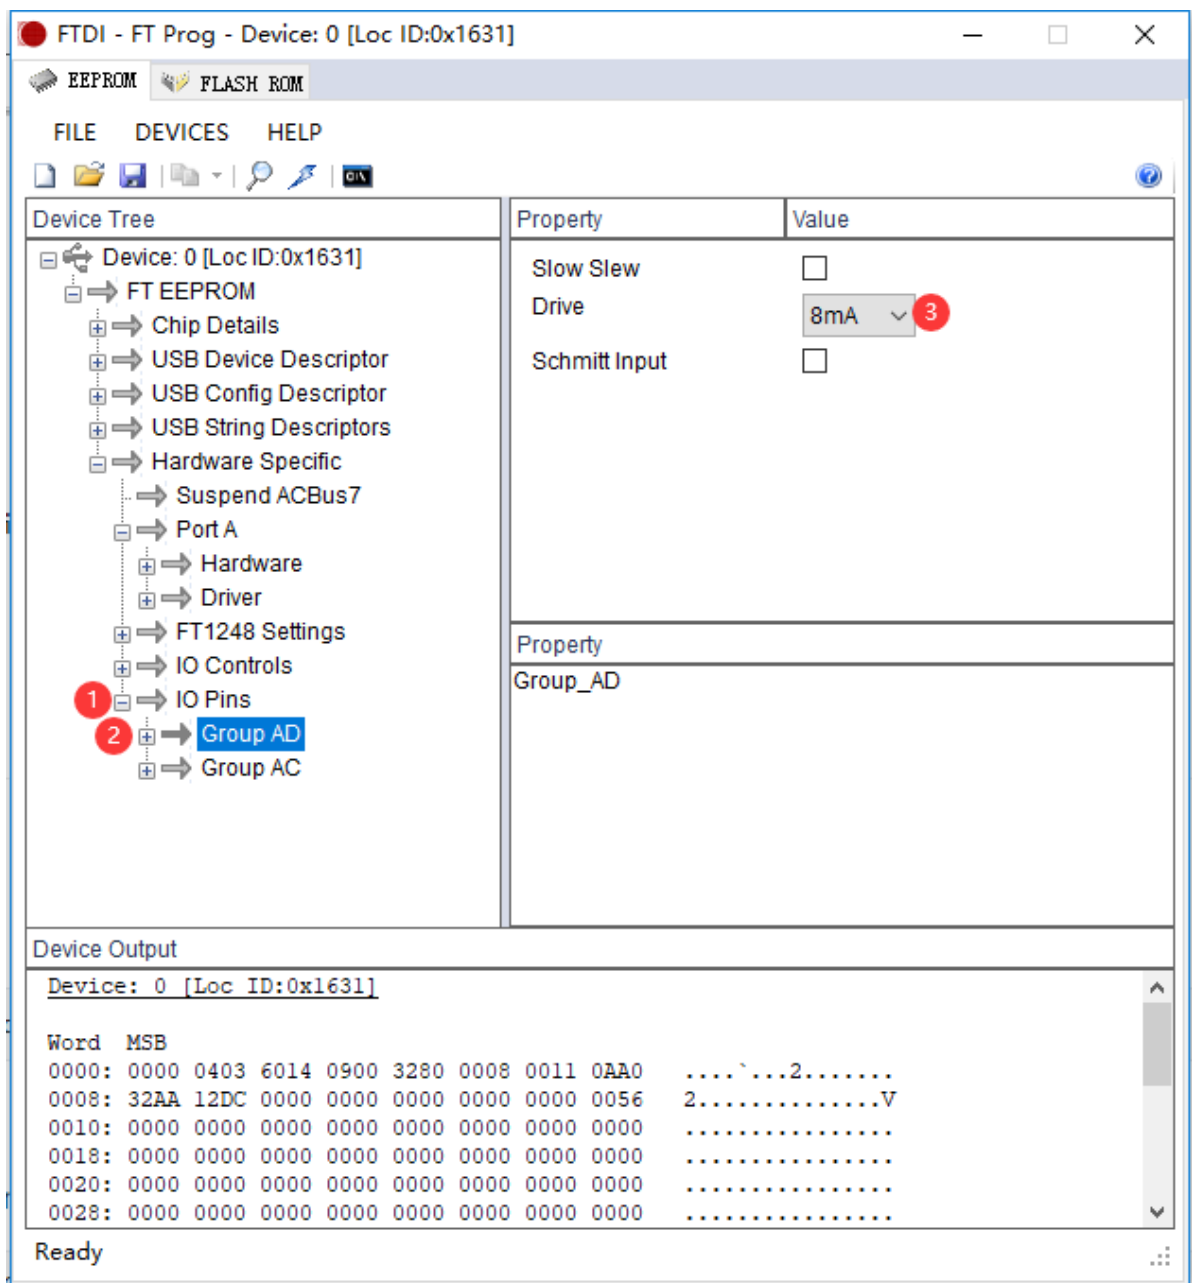 FTDI - FT Prog - Device: 0 [Loc ID:0x1631]
EEPROM FLASH ROM
FILE DEVICES HELP
Device Tree
Device: 0 [Loc ID:0x1631]
FT EEPROM
Chip Details
USB Device Descriptor
USB Config Descriptor
USB String Descriptors
Hardware Specific
Suspend ACBus7
Port A
Hardware
Driver
FT1248 Settings
IO Controls
1 IO Pins
2 Group AD
Group AC
Property Value
Slow Slew
Drive 8mA 3
Schmitt Input
Property
Group_AD
Device Output
Device: 0 [Loc ID:0x1631]
Word MSB
0000: 0000 0403 6014 0900 3280 0008 0011 0AA0 ....`...2.......
0008: 32AA 12DC 0000 0000 0000 0000 0000 0056 2..............V
0010: 0000 0000 0000 0000 0000 0000 0000 0000 ................
0018: 0000 0000 0000 0000 0000 0000 0000 0000 ................
0020: 0000 0000 0000 0000 0000 0000 0000 0000 ................
0028: 0000 0000 0000 0000 0000 0000 0000 0000 ................
Ready